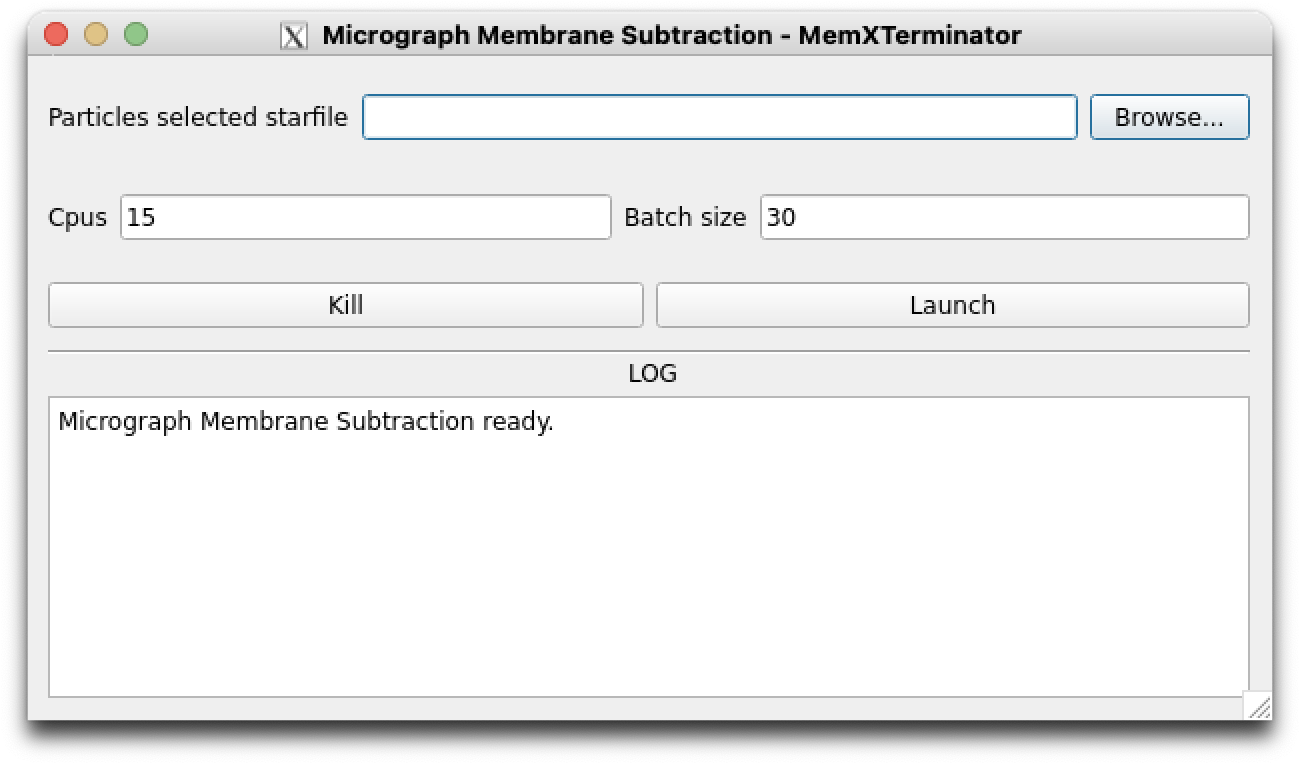 Micrograph Membrane Subtraction - MemXTerminator
Particles selected starfile Browse...
Cpus 15 Batch size 30
Kill Launch
LOG
Micrograph Membrane Subtraction ready.